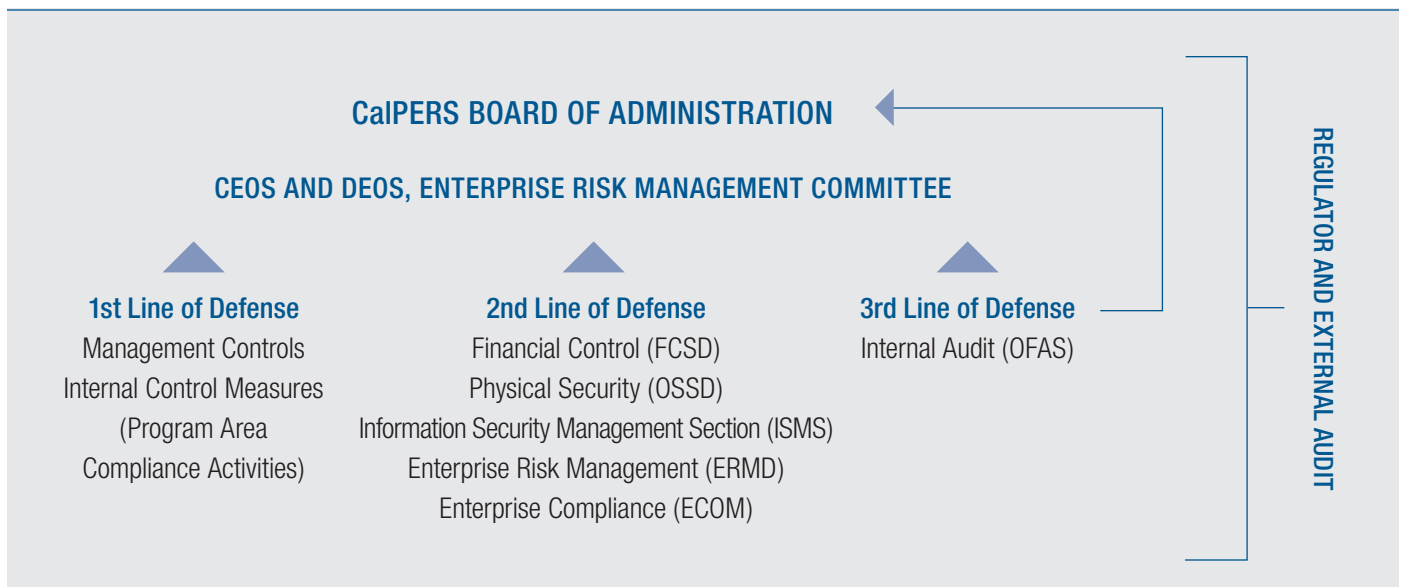 CalPERS BOARD OF ADMINISTRATION
CEOS AND DEOS, ENTERPRISE RISK MANAGEMENT COMMITTEE
1st Line of Defense
Management Controls
Internal Control Measures
(Program Area
Compliance Activities)
2nd Line of Defense
Financial Control (FCSD)
Physical Security (OSSD)
Information Security Management Section (ISMS)
Enterprise Risk Management (ERMD)
Enterprise Compliance (ECOM)
3rd Line of Defense
Internal Audit (OFAS)
REGULATOR AND EXTERNAL AUDIT